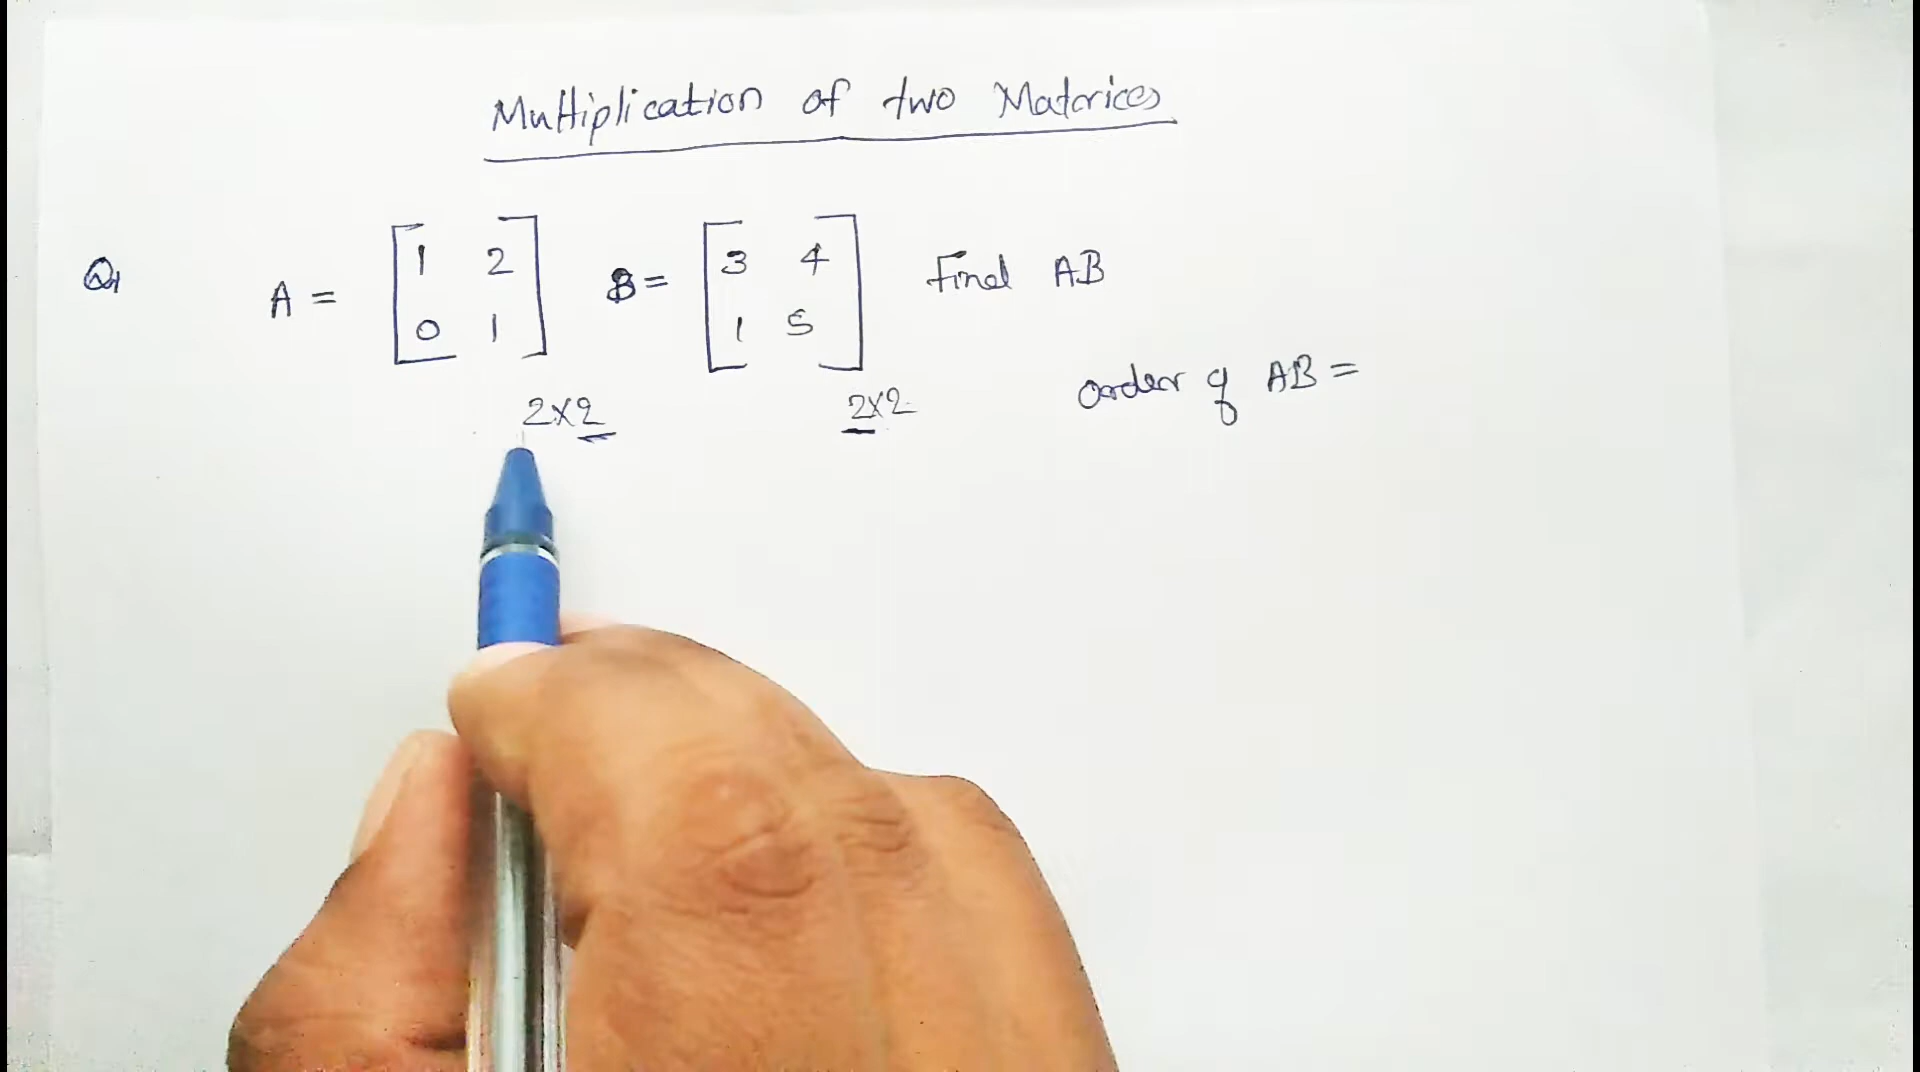 Multiplication of two Matrices
Q1 A = [1 2 B = [3 4 Find AB
0 1] 1 5]
2×2 2×2 order of AB =